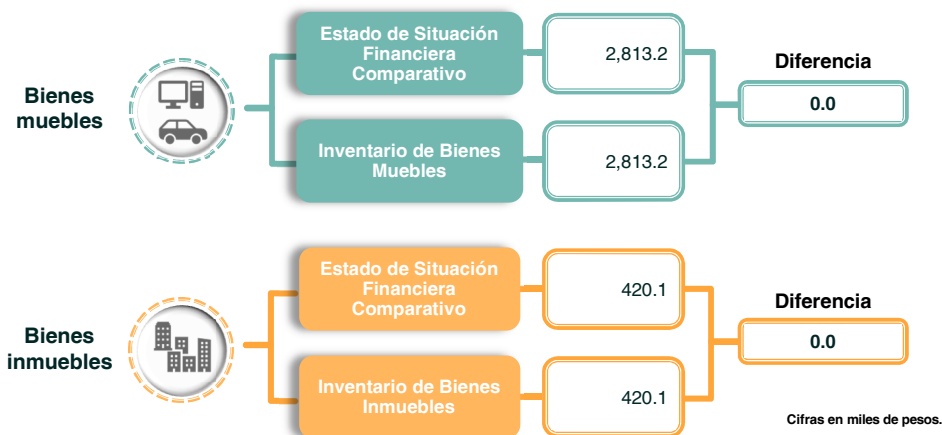 Bienes
muebles
Estado de Situación
Financiera
Comparativo
2,813.2
Inventario de Bienes
Muebles
2,813.2
Diferencia
0.0
Bienes
inmuebles
Estado de Situación
Financiera
Comparativo
420.1
Inventario de Bienes
Inmuebles
420.1
Diferencia
0.0
Cifras en miles de pesos.